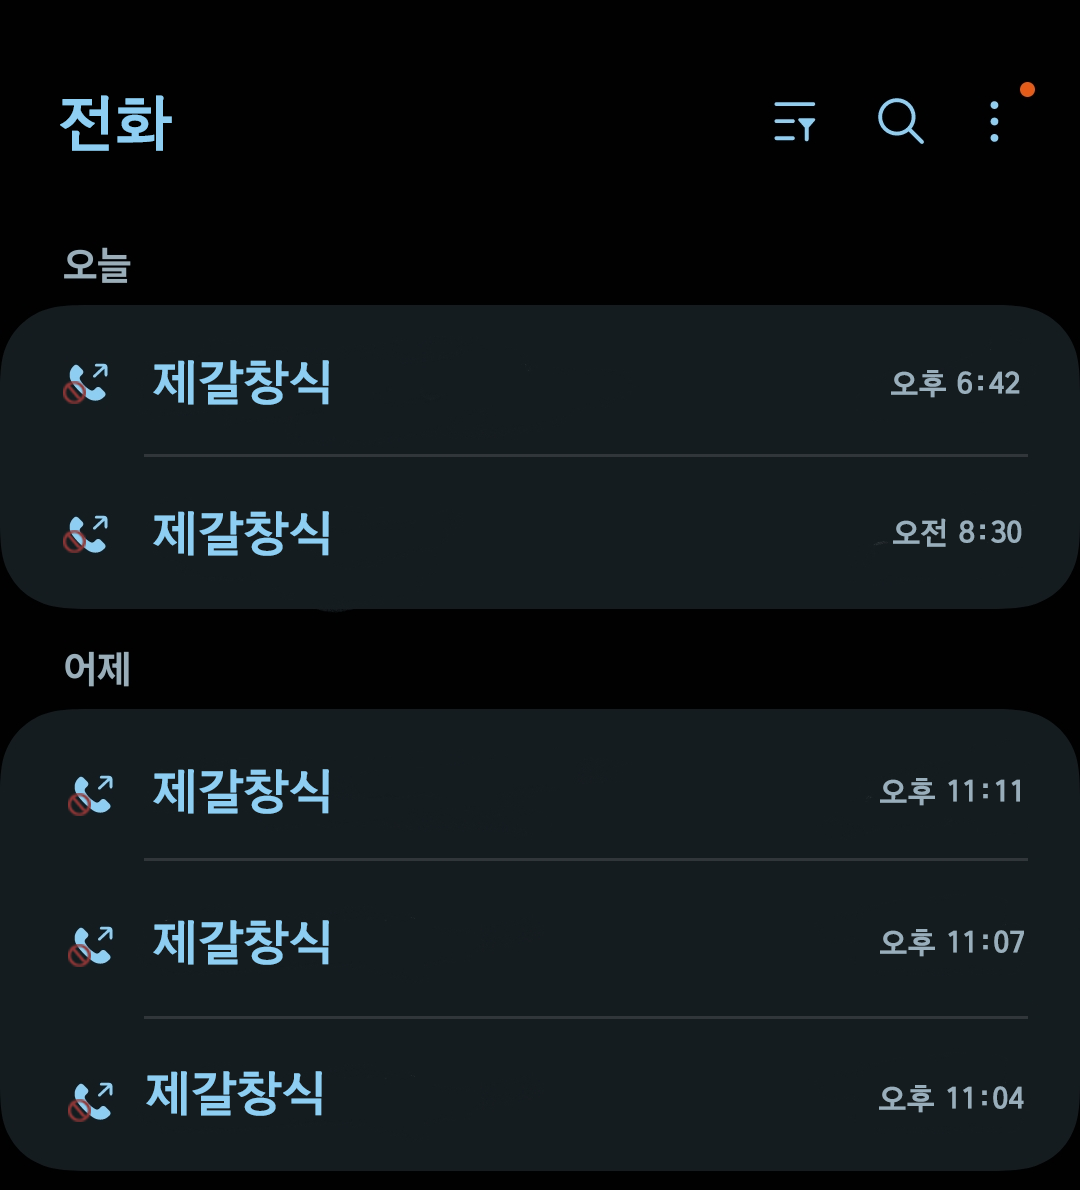 전화
오늘
제갈창식 오후 6:42
제갈창식 오전 8:30
어제
제갈창식 오후 11:11
제갈창식 오후 11:07
제갈창식 오후 11:04